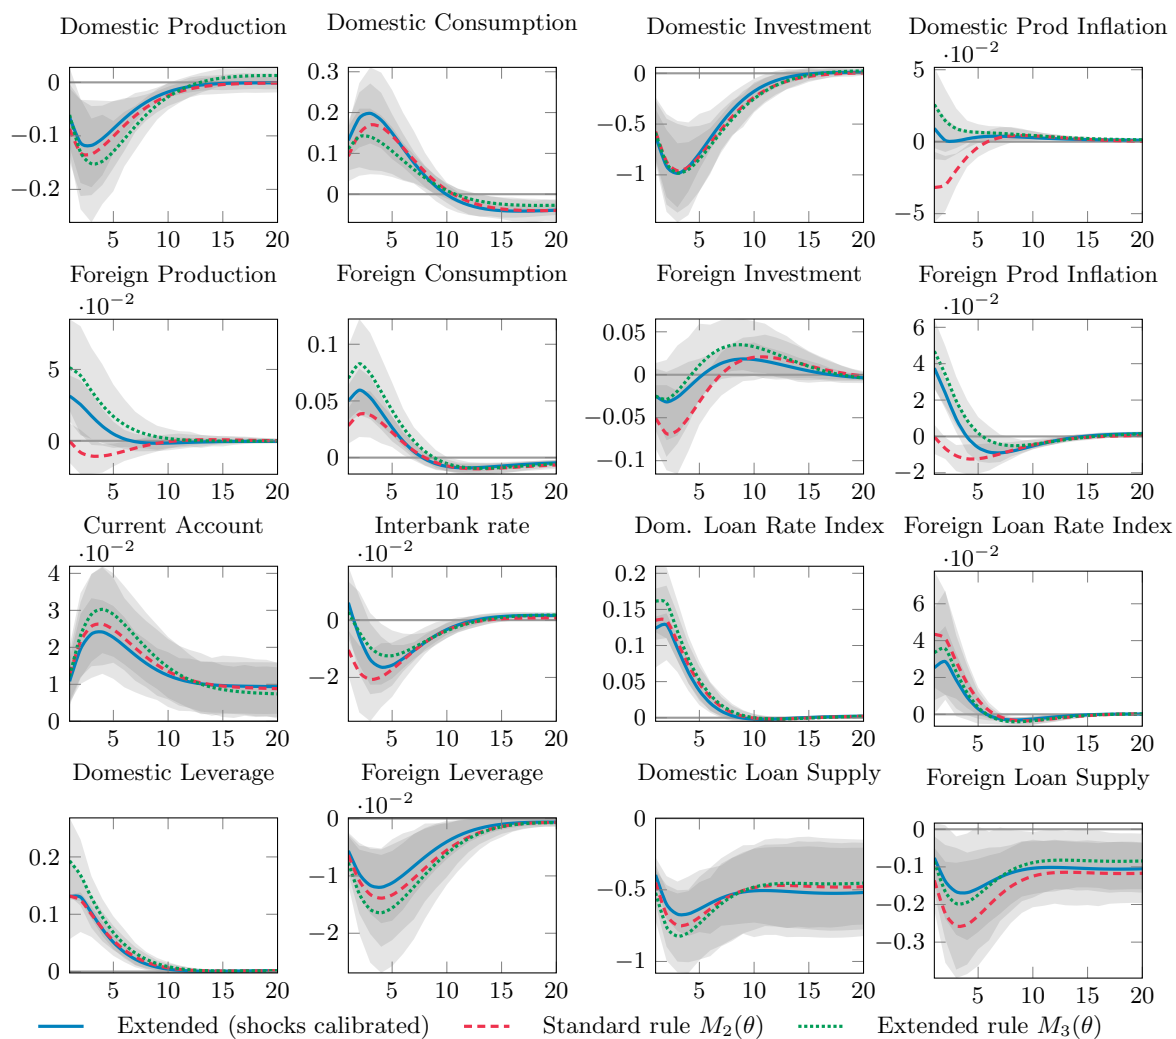 Domestic Production
Domestic Consumption
Domestic Investment
Domestic Prod Inflation
·10−2
0
−0.1
−0.2
5 10 15 20
0.3
0.2
0.1
0
5 10 15 20
0
−0.5
−1
5 10 15 20
5
0
−5
5 10 15 20
Foreign Production
Foreign Consumption
Foreign Investment
Foreign Prod Inflation
·10−2
·10−2
5
0
5 10 15 20
0.1
0.05
0
5 10 15 20
0.05
0
−0.05
−0.1
5 10 15 20
6
4
2
0
−2
5 10 15 20
Current Account
Interbank rate
Dom. Loan Rate Index
Foreign Loan Rate Index
·10−2
·10−2
·10−2
4
3
2
1
0
5 10 15 20
0
−2
5 10 15 20
0.2
0.15
0.1
0.05
0
5 10 15 20
6
4
2
0
5 10 15 20
Domestic Leverage
Foreign Leverage
Domestic Loan Supply
Foreign Loan Supply
·10−2
0.2
0.1
0
5 10 15 20
0
−1
−2
5 10 15 20
0
−0.5
−1
5 10 15 20
0
−0.1
−0.2
−0.3
5 10 15 20
Extended (shocks calibrated) Standard rule M2(θ) Extended rule M3(θ)